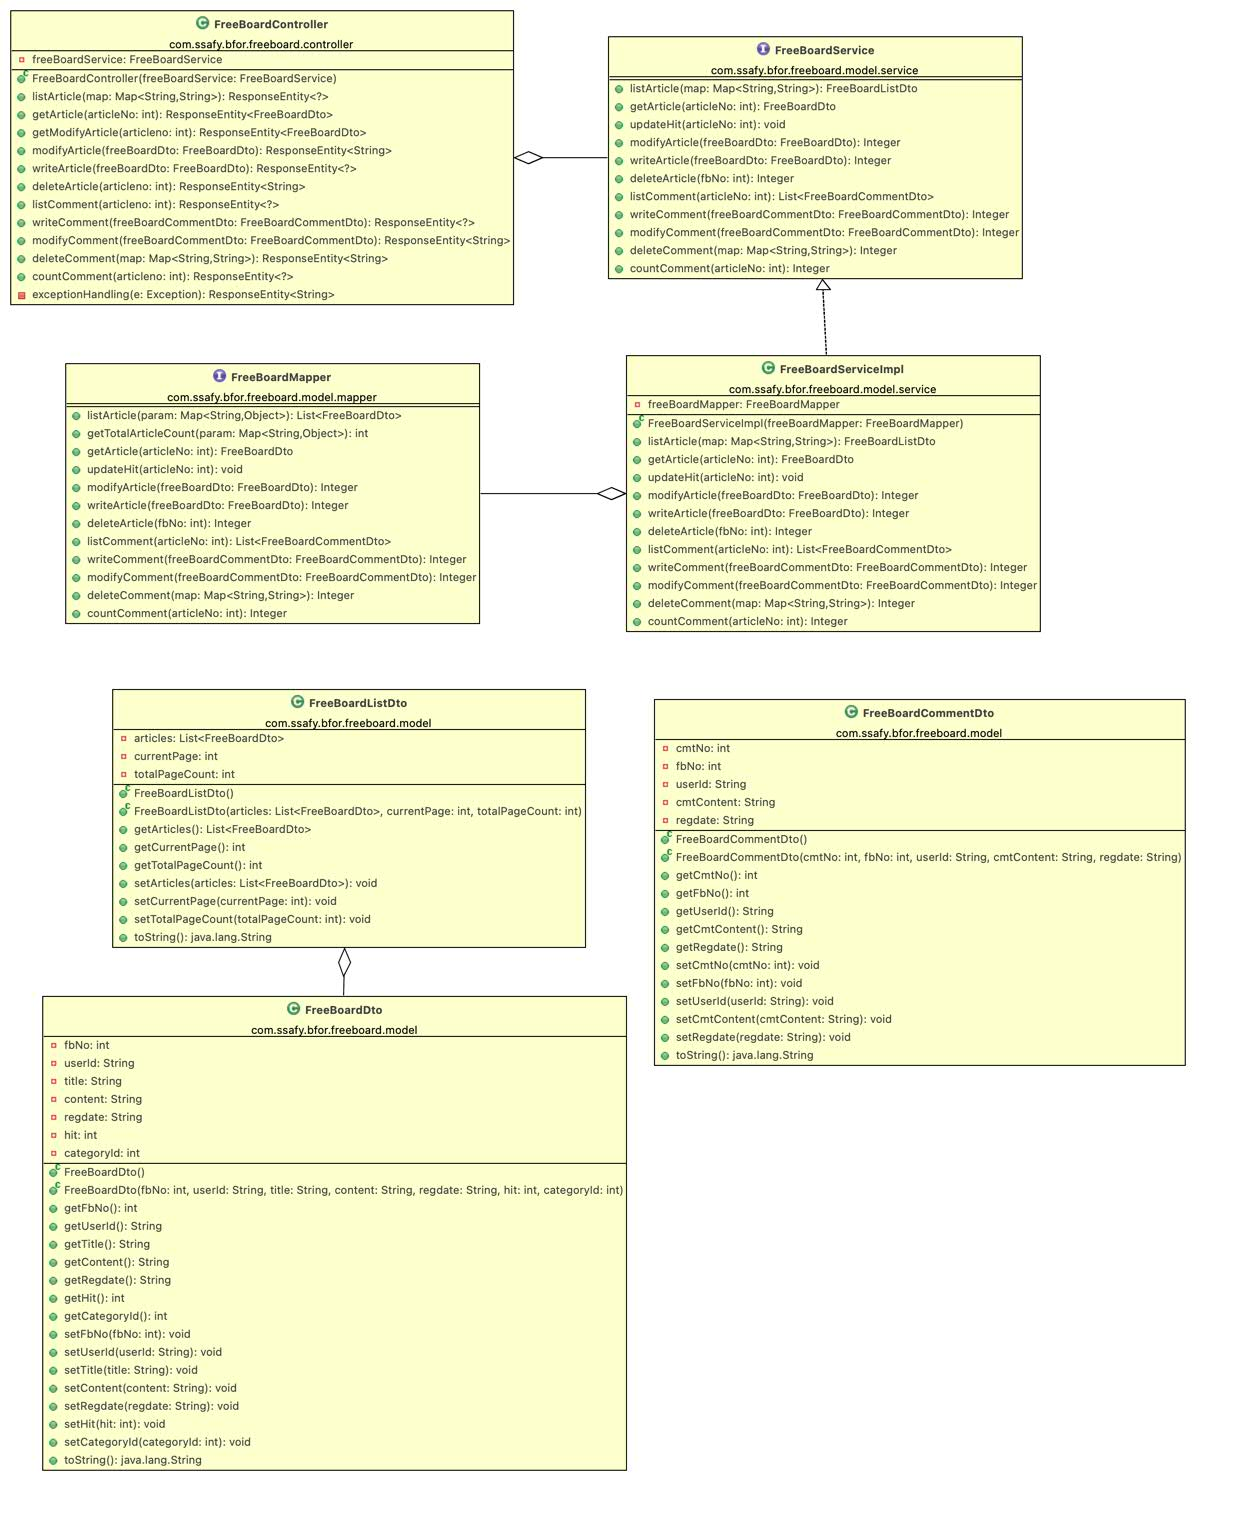 FreeBoardController
com.ssafy.bfor.freeboard.controller
freeBoardService: FreeBoardService
FreeBoardController(freeBoardService: FreeBoardService)
listArticle(map: Map<String,String>): ResponseEntity<?>
getArticle(articleNo: int): ResponseEntity<FreeBoardDto>
getModifyArticle(articleno: int): ResponseEntity<FreeBoardDto>
modifyArticle(freeBoardDto: FreeBoardDto): ResponseEntity<String>
writeArticle(freeBoardDto: FreeBoardDto): ResponseEntity<?>
deleteArticle(articleno: int): ResponseEntity<String>
listComment(articleno: int): ResponseEntity<?>
writeComment(freeBoardCommentDto: FreeBoardCommentDto): ResponseEntity<?>
modifyComment(freeBoardCommentDto: FreeBoardCommentDto): ResponseEntity<String>
deleteComment(map: Map<String,String>): ResponseEntity<String>
countComment(articleno: int): ResponseEntity<?>
exceptionHandling(e: Exception): ResponseEntity<String>
FreeBoardService
com.ssafy.bfor.freeboard.model.service
listArticle(map: Map<String,String>): FreeBoardListDto
getArticle(articleNo: int): FreeBoardDto
updateHit(articleNo: int): void
modifyArticle(freeBoardDto: FreeBoardDto): Integer
writeArticle(freeBoardDto: FreeBoardDto): Integer
deleteArticle(fbNo: int): Integer
listComment(articleNo: int): List<FreeBoardCommentDto>
writeComment(freeBoardCommentDto: FreeBoardCommentDto): Integer
modifyComment(freeBoardCommentDto: FreeBoardCommentDto): Integer
deleteComment(map: Map<String,String>): Integer
countComment(articleNo: int): Integer
FreeBoardMapper
com.ssafy.bfor.freeboard.model.mapper
listArticle(param: Map<String,Object>): List<FreeBoardDto>
getTotalArticleCount(param: Map<String,Object>): int
getArticle(articleNo: int): FreeBoardDto
updateHit(articleNo: int): void
modifyArticle(freeBoardDto: FreeBoardDto): Integer
writeArticle(freeBoardDto: FreeBoardDto): Integer
deleteArticle(fbNo: int): Integer
listComment(articleNo: int): List<FreeBoardCommentDto>
writeComment(freeBoardCommentDto: FreeBoardCommentDto): Integer
modifyComment(freeBoardCommentDto: FreeBoardCommentDto): Integer
deleteComment(map: Map<String,String>): Integer
countComment(articleNo: int): Integer
FreeBoardServiceImpl
com.ssafy.bfor.freeboard.model.service
freeBoardMapper: FreeBoardMapper
FreeBoardServiceImpl(freeBoardMapper: FreeBoardMapper)
listArticle(map: Map<String,String>): FreeBoardListDto
getArticle(articleNo: int): FreeBoardDto
updateHit(articleNo: int): void
modifyArticle(freeBoardDto: FreeBoardDto): Integer
writeArticle(freeBoardDto: FreeBoardDto): Integer
deleteArticle(fbNo: int): Integer
listComment(articleNo: int): List<FreeBoardCommentDto>
writeComment(freeBoardCommentDto: FreeBoardCommentDto): Integer
modifyComment(freeBoardCommentDto: FreeBoardCommentDto): Integer
deleteComment(map: Map<String,String>): Integer
countComment(articleNo: int): Integer
FreeBoardListDto
com.ssafy.bfor.freeboard.model
articles: List<FreeBoardDto>
currentPage: int
totalPageCount: int
FreeBoardListDto()
FreeBoardListDto(articles: List<FreeBoardDto>, currentPage: int, totalPageCount: int)
getArticles(): List<FreeBoardDto>
getCurrentPage(): int
getTotalPageCount(): int
setArticles(articles: List<FreeBoardDto>): void
setCurrentPage(currentPage: int): void
setTotalPageCount(totalPageCount: int): void
toString(): java.lang.String
FreeBoardCommentDto
com.ssafy.bfor.freeboard.model
cmtNo: int
fbNo: int
userId: String
cmtContent: String
regdate: String
FreeBoardCommentDto()
FreeBoardCommentDto(cmtNo: int, fbNo: int, userId: String, cmtContent: String, regdate: String)
getCmtNo(): int
getFbNo(): int
getUserId(): String
getCmtContent(): String
getRegdate(): String
setCmtNo(cmtNo: int): void
setFbNo(fbNo: int): void
setUserId(userId: String): void
setCmtContent(cmtContent: String): void
setRegdate(regdate: String): void
toString(): java.lang.String
FreeBoardDto
com.ssafy.bfor.freeboard.model
fbNo: int
userId: String
title: String
content: String
regdate: String
hit: int
categoryId: int
FreeBoardDto()
FreeBoardDto(fbNo: int, userId: String, title: String, content: String, regdate: String, hit: int, categoryId: int)
getFbNo(): int
getUserId(): String
getTitle(): String
getContent(): String
getRegdate(): String
getHit(): int
getCategoryId(): int
setFbNo(fbNo: int): void
setUserId(userId: String): void
setTitle(title: String): void
setContent(content: String): void
setRegdate(regdate: String): void
setHit(hit: int): void
setCategoryId(categoryId: int): void
toString(): java.lang.String